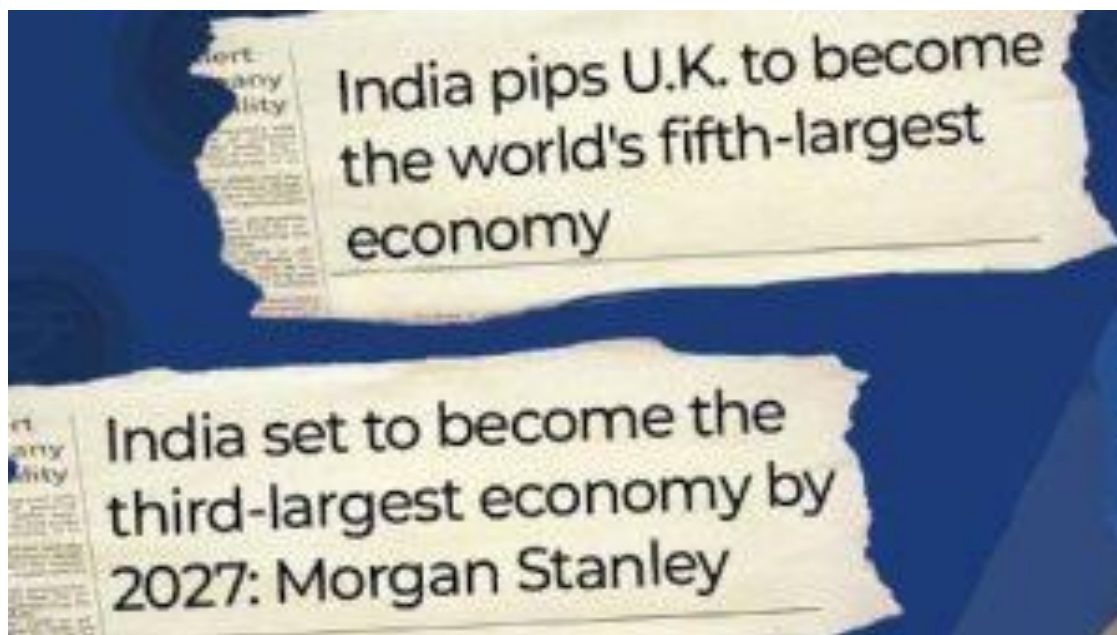 India pips U.K. to become
the world's fifth-largest
economy
India set to become the
third-largest economy by
2027: Morgan Stanley